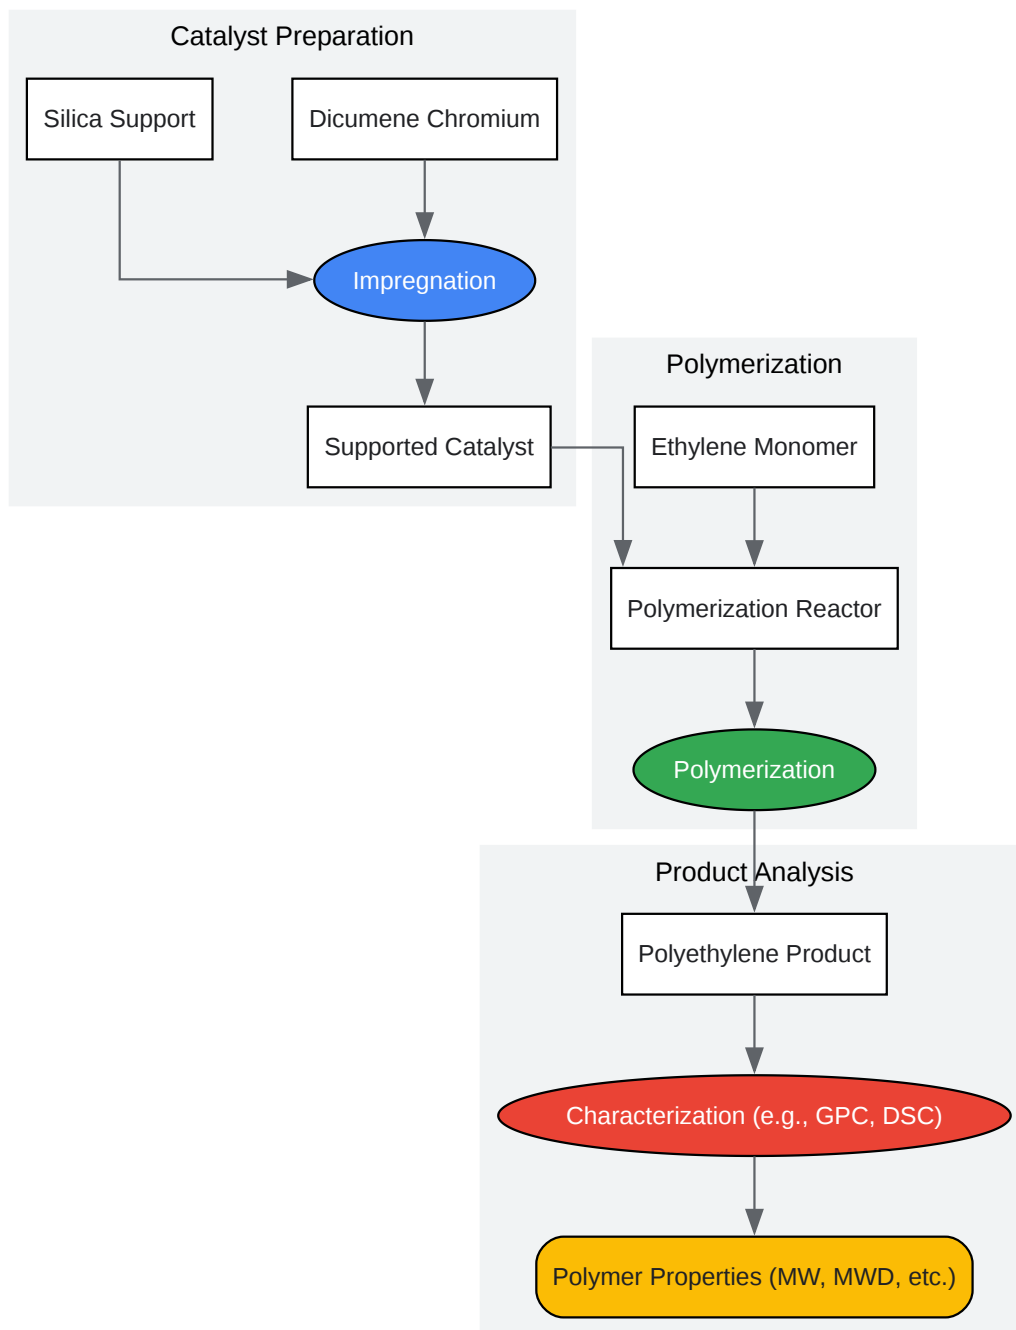 Catalyst Preparation
Silica Support
Dicumene Chromium
Impregnation
Supported Catalyst
Polymerization
Ethylene Monomer
Polymerization Reactor
Polymerization
Product Analysis
Polyethylene Product
Characterization (e.g., GPC, DSC)
Polymer Properties (MW, MWD, etc.)